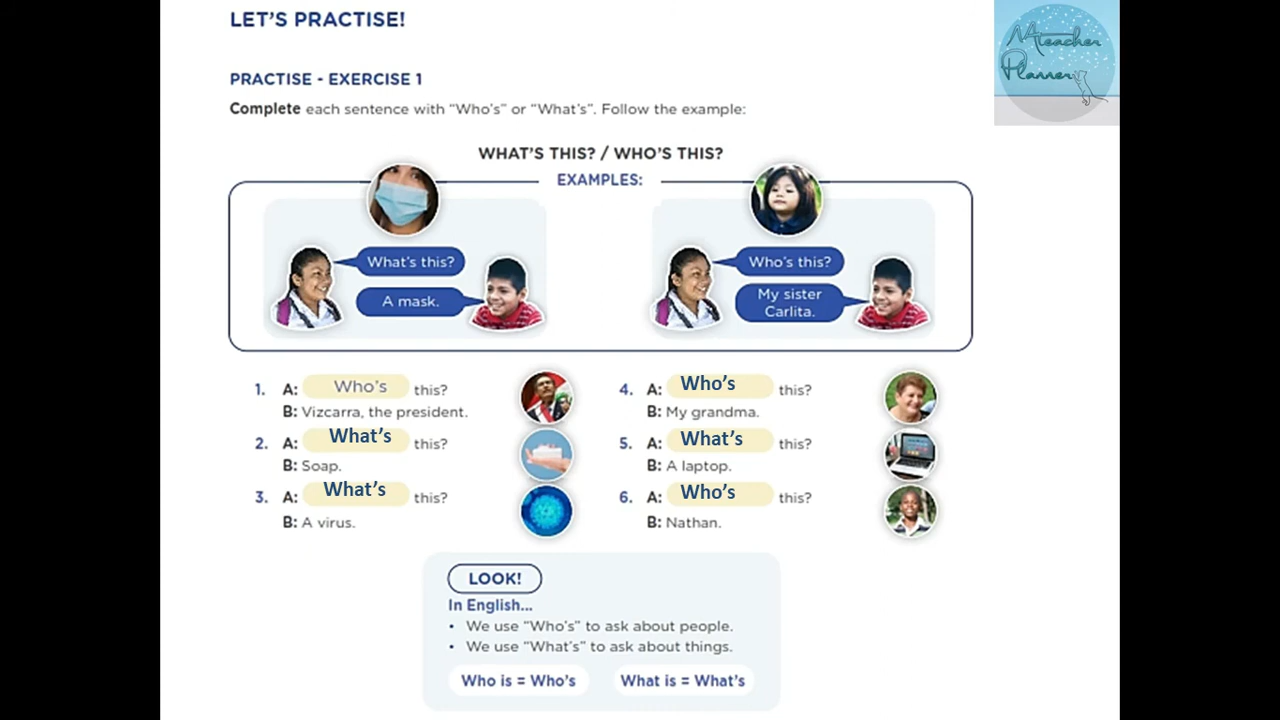 LET'S PRACTISE!
14teacher
Planner
PRACTISE - EXERCISE 1
Complete each sentence with “Who's” or “What's”. Follow the example:
WHAT'S THIS? / WHO'S THIS?
EXAMPLES:
What's this?
A mask.
Who's this?
My sister
Carlita.
1. A: Who's this?
B: Vizcarra, the president.
2. A: What's this?
B: Soap.
3. A: What's this?
B: A virus.
4. A: Who's this?
B: My grandma.
5. A: What's this?
B: A laptop.
6. A: Who's this?
B: Nathan.
LOOK!
In English...
• We use “Who's” to ask about people.
• We use “What's” to ask about things.
Who is = Who's
What is = What's